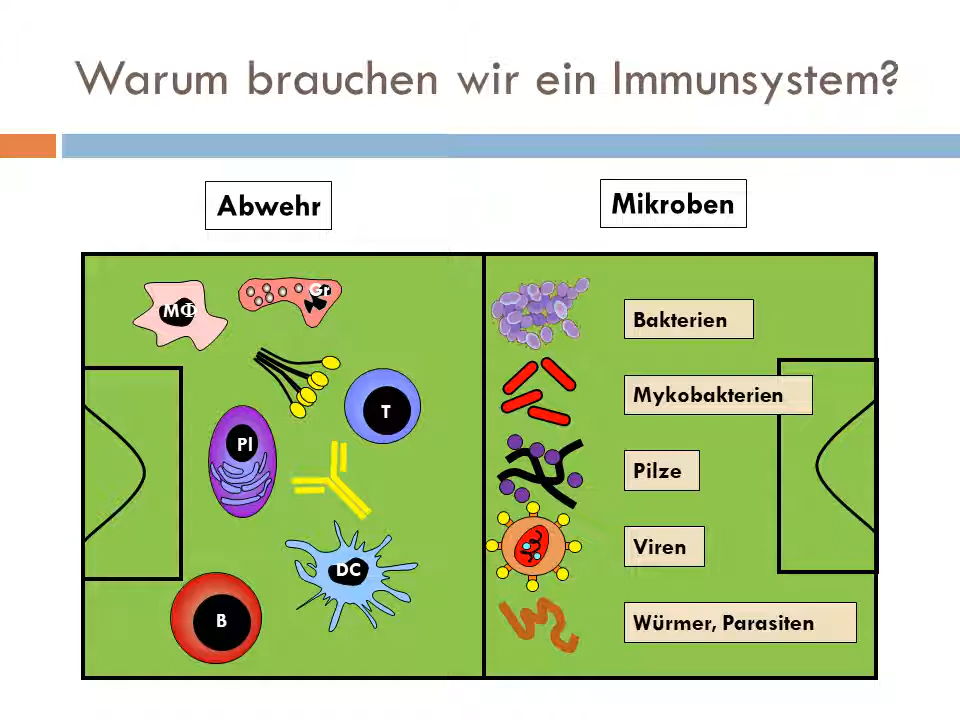 Warum brauchen wir ein Immunsystem?
Abwehr
Mikroben
MΦ
Gr
T
Pl
DC
B
Bakterien
Mykobakterien
Pilze
Viren
Würmer, Parasiten